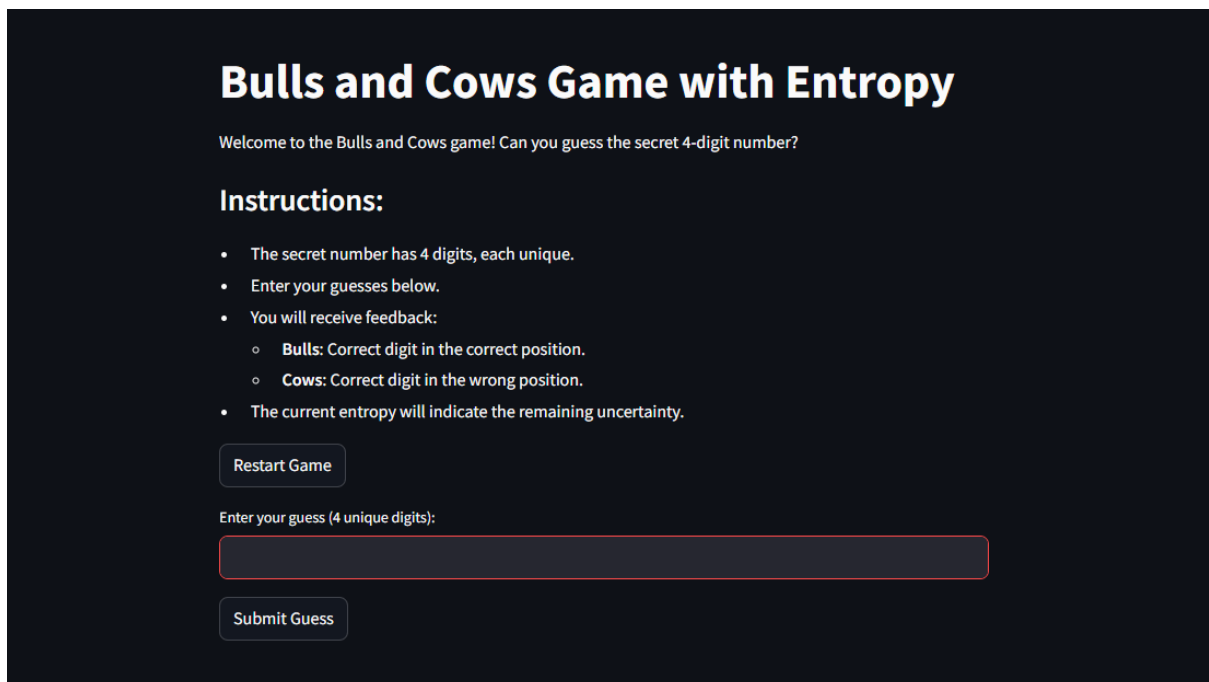 Bulls and Cows Game with Entropy
Welcome to the Bulls and Cows game! Can you guess the secret 4-digit number?
Instructions:
• The secret number has 4 digits, each unique.
• Enter your guesses below.
• You will receive feedback:
◦ Bulls: Correct digit in the correct position.
◦ Cows: Correct digit in the wrong position.
• The current entropy will indicate the remaining uncertainty.
Restart Game
Enter your guess (4 unique digits):
Submit Guess